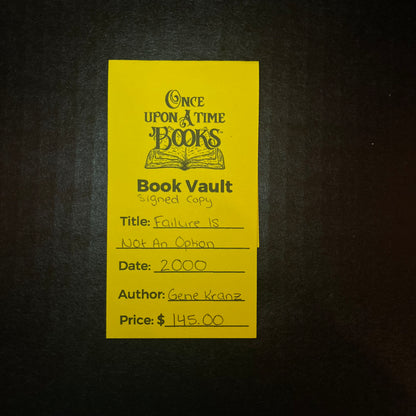 ONCE
UPON A TIME
BOOKS
Book Vault
Signed Copy
Title: Failure Is
Not An Option
Date: 2000
Author: Gene Kranz
Price: $ 145.00